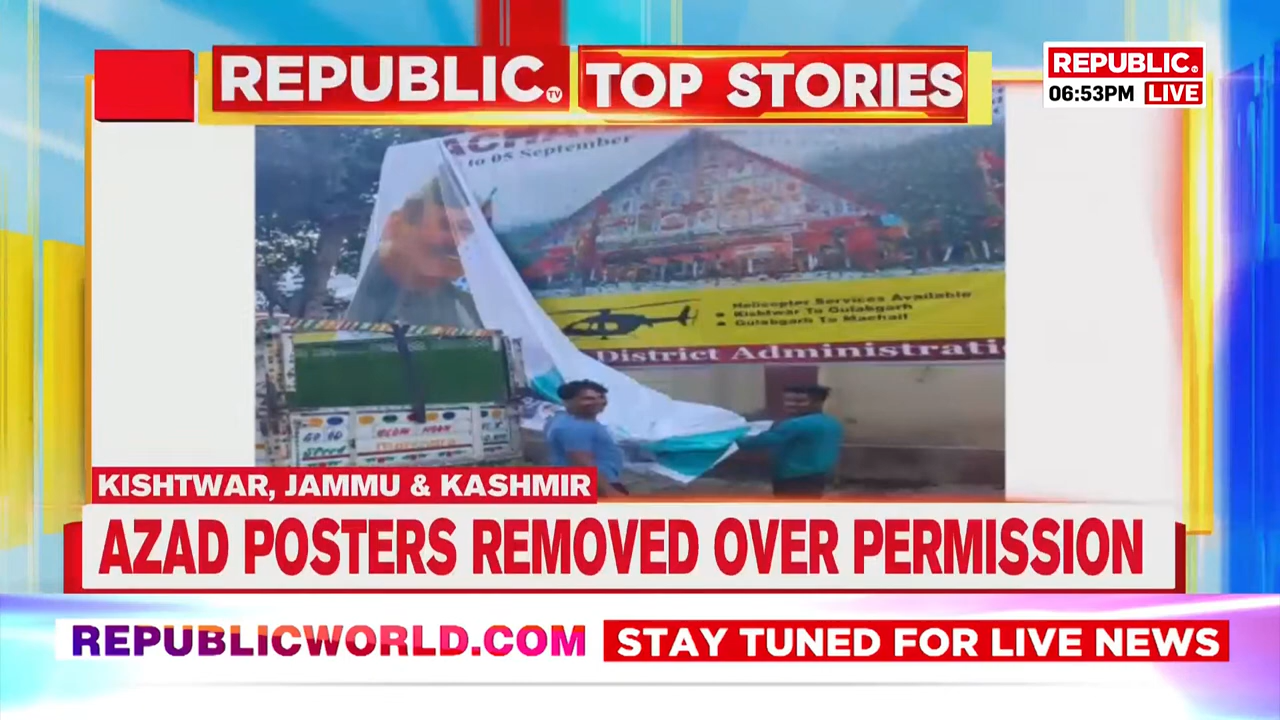 REPUBLIC.TV TOP STORIES
REPUBLIC.
06:53PM LIVE
to 05 September
Helicopter Services Available
• Kishtwar To Gulabgarh
• Gulabgarh To Machail
District Administratio
KISHTWAR, JAMMU & KASHMIR
AZAD POSTERS REMOVED OVER PERMISSION
REPUBLICWORLD.COM STAY TUNED FOR LIVE NEWS